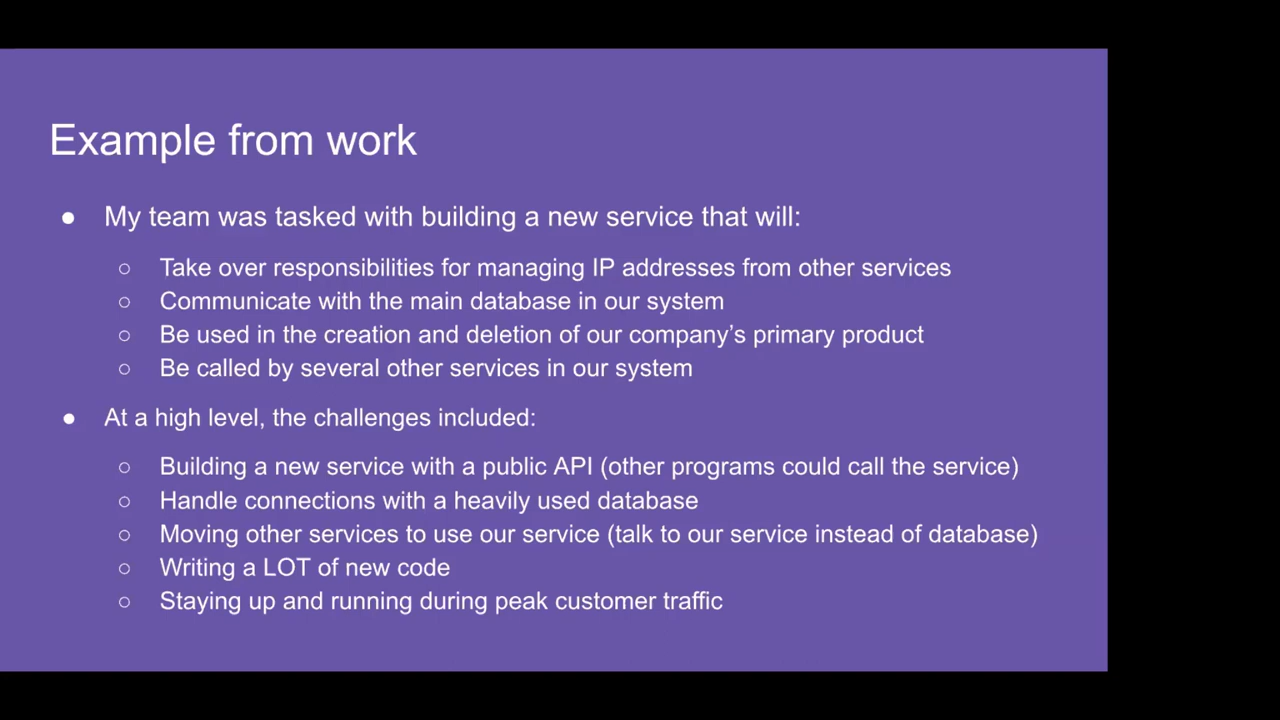 Example from work
● My team was tasked with building a new service that will:
○ Take over responsibilities for managing IP addresses from other services
○ Communicate with the main database in our system
○ Be used in the creation and deletion of our company’s primary product
○ Be called by several other services in our system
● At a high level, the challenges included:
○ Building a new service with a public API (other programs could call the service)
○ Handle connections with a heavily used database
○ Moving other services to use our service (talk to our service instead of database)
○ Writing a LOT of new code
○ Staying up and running during peak customer traffic